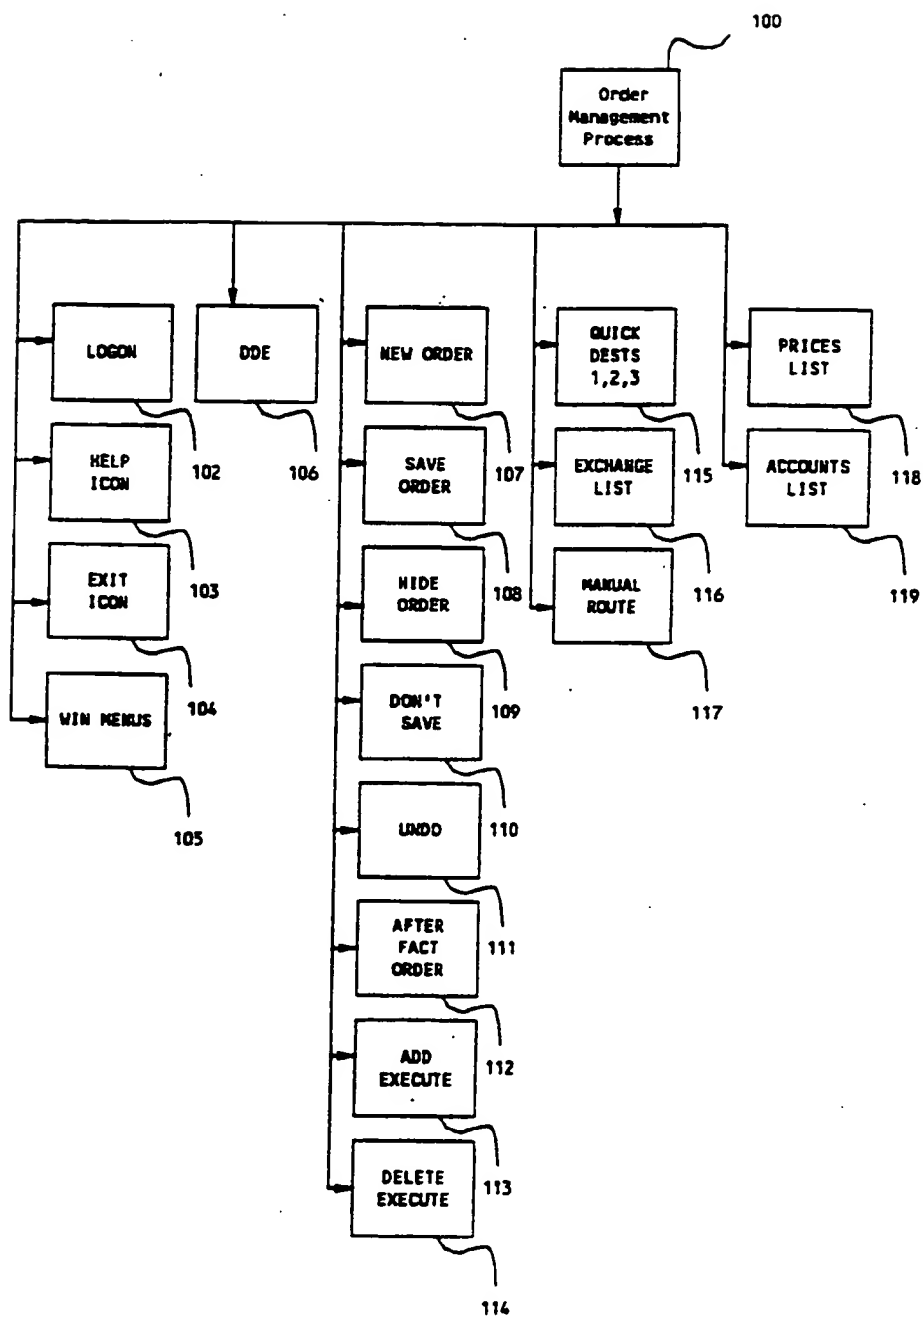 100
Order
Management
Process
LOGON
102
HELP
ICON
103
EXIT
ICON
104
WIN MENUS
105
DDE
106
NEW ORDER
107
SAVE
ORDER
108
HIDE
ORDER
109
DON'T
SAVE
110
UNDO
111
AFTER
FACT
ORDER
112
ADD
EXECUTE
113
DELETE
EXECUTE
114
QUICK
DESTS
1,2,3
115
EXCHANGE
LIST
116
MANUAL
ROUTE
117
PRICES
LIST
118
ACCOUNTS
LIST
119